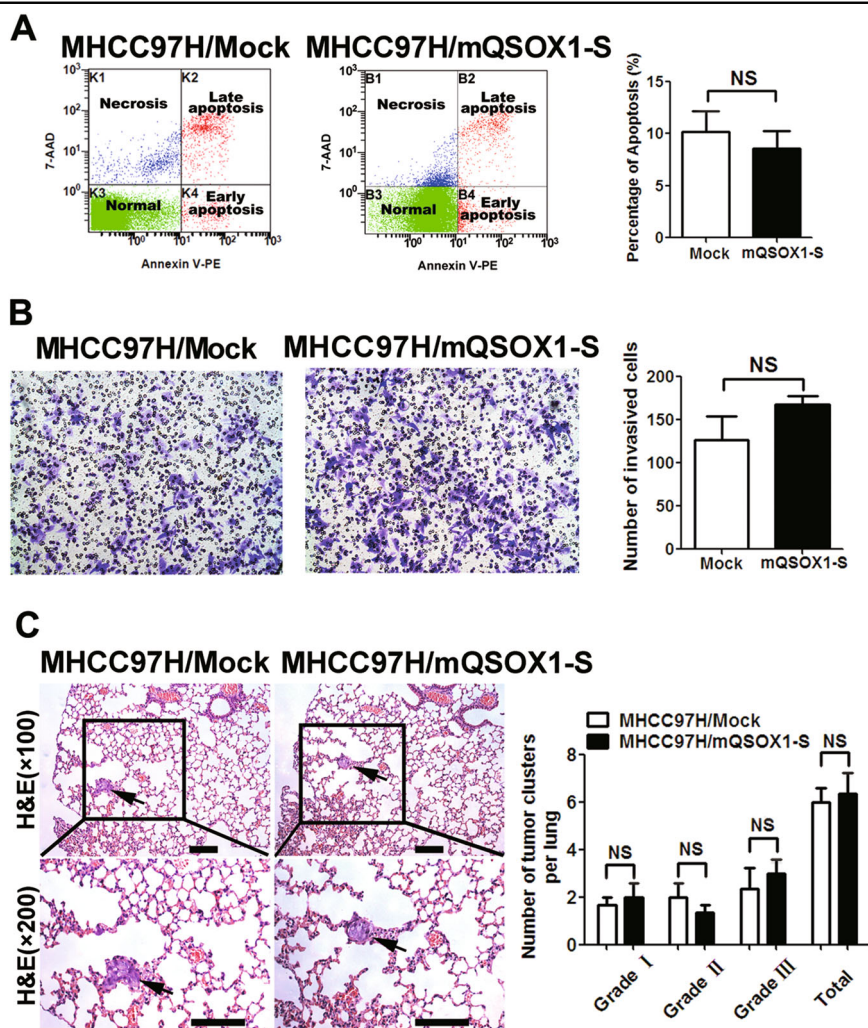 A
MHCC97H/Mock
MHCC97H/mQSOX1-S
10³
10²
10¹
10⁰
7-AAD
K1
K2
Necrosis
Late
apoptosis
K3
K4
Normal
Early
apoptosis
10⁰
10¹
10²
10³
Annexin V-PE
10³
10²
10¹
10⁰
7-AAD
B1
B2
Necrosis
Late
apoptosis
B3
B4
Normal
Early
apoptosis
10⁰
10¹
10²
10³
Annexin V-PE
Percentage of Apoptosis (%)
15
10
5
0
NS
Mock
mQSOX1-S
B
MHCC97H/Mock
MHCC97H/mQSOX1-S
Number of invasived cells
200
150
100
50
0
NS
Mock
mQSOX1-S
C
MHCC97H/Mock
MHCC97H/mQSOX1-S
H&E(×100)
H&E(×200)
MHCC97H/Mock
MHCC97H/mQSOX1-S
Number of tumor clusters
per lung
8
6
4
2
0
NS
NS
NS
NS
Grade Ⅰ
Grade Ⅱ
Grade Ⅲ
Total